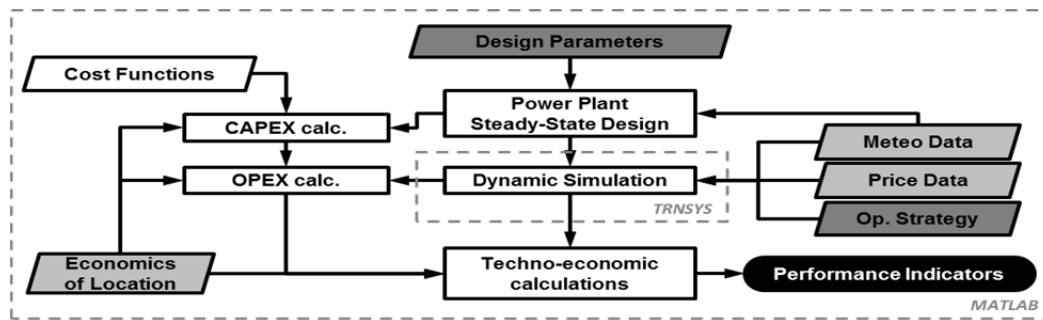 Design Parameters
Cost Functions
Power Plant
Steady-State Design
CAPEX calc.
Meteo Data
OPEX calc.
Dynamic Simulation
Price Data
TRNSYS
Op. Strategy
Economics
of Location
Techno-economic
calculations
Performance Indicators
MATLAB